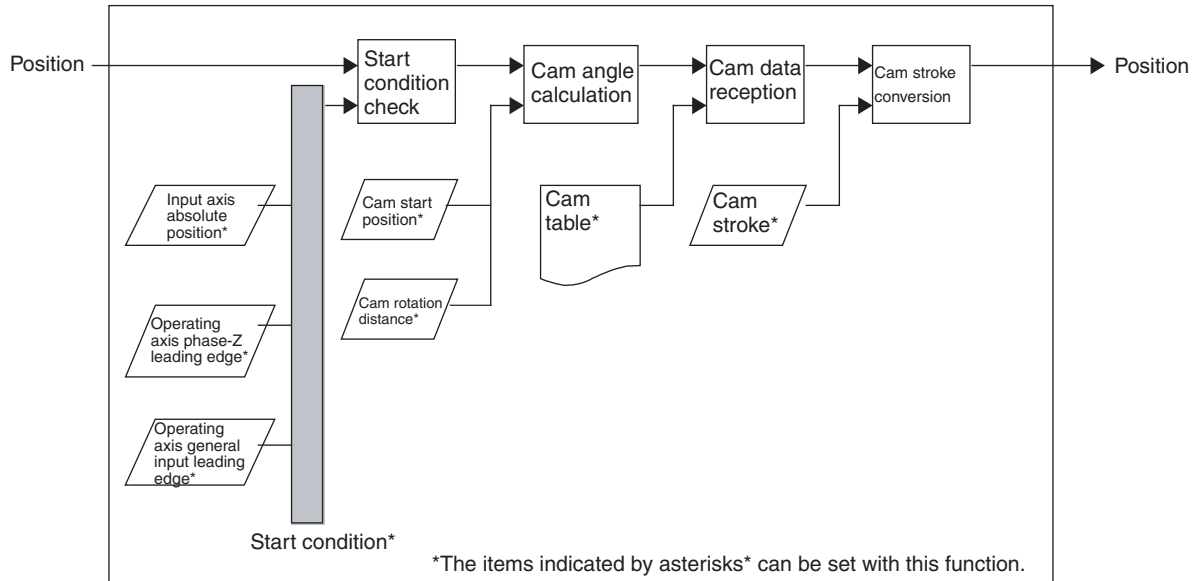 Position
Start
condition
check
Cam angle
calculation
Cam data
reception
Cam stroke
conversion
Position
Input axis
absolute
position*
Cam start
position*
Cam
table*
Cam
stroke*
Operating
axis phase-Z
leading edge*
Cam rotation
distance*
Operating
axis general
input leading
edge*
Start condition*
*The items indicated by asterisks* can be set with this function.